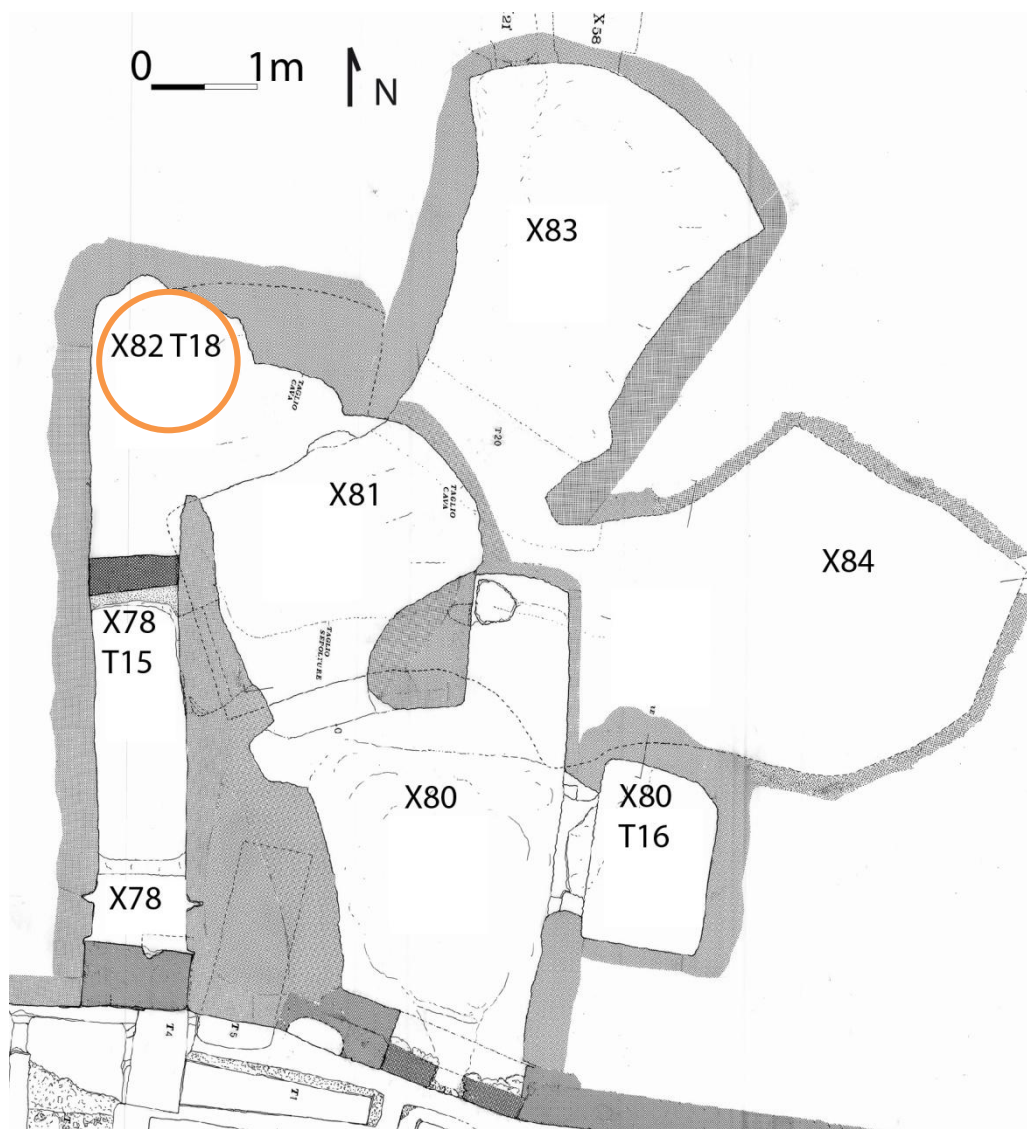 X 58
0 1m
N
X83
X82 T18
TAGLIO
CAVA
T20
X81
TAGLIO
CAVA
X84
X78
T15
TAGLIO
SEPOLTURE
X80
X80
T16
X78
T4
T5
T1